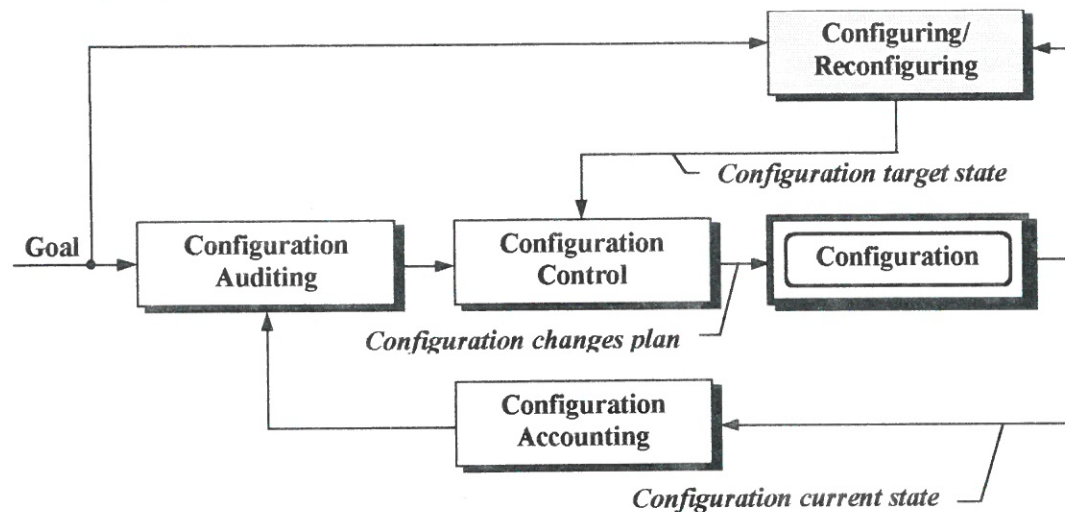 Configuring/
Reconfiguring
Configuration target state
Goal
Configuration
Auditing
Configuration
Control
Configuration
Configuration changes plan
Configuration
Accounting
Configuration current state